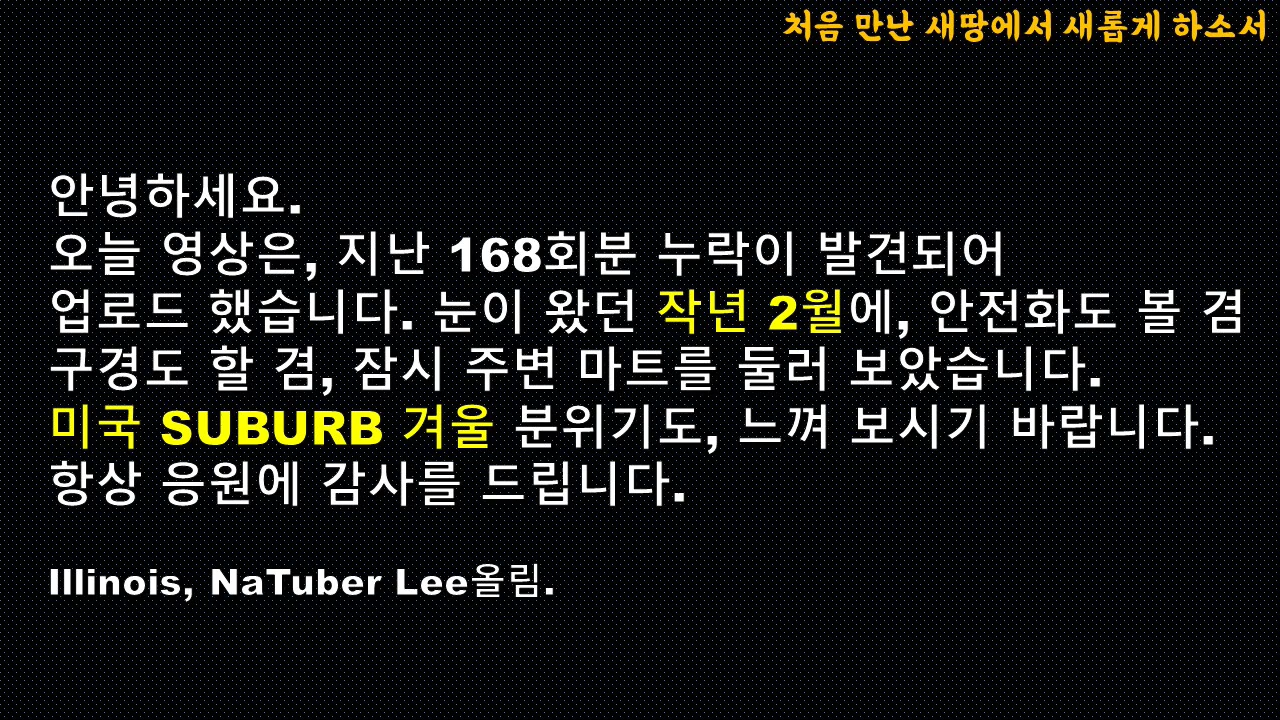 처음 만난 새땅에서 새롭게 하소서
안녕하세요.
오늘 영상은, 지난 168회분 누락이 발견되어
업로드 했습니다. 눈이 왔던 작년 2월에, 안전화도 볼 겸
구경도 할 겸, 잠시 주변 마트를 둘러 보았습니다.
미국 SUBURB 겨울 분위기도, 느껴 보시기 바랍니다.
항상 응원에 감사를 드립니다.
Illinois, NaTuber Lee올림.